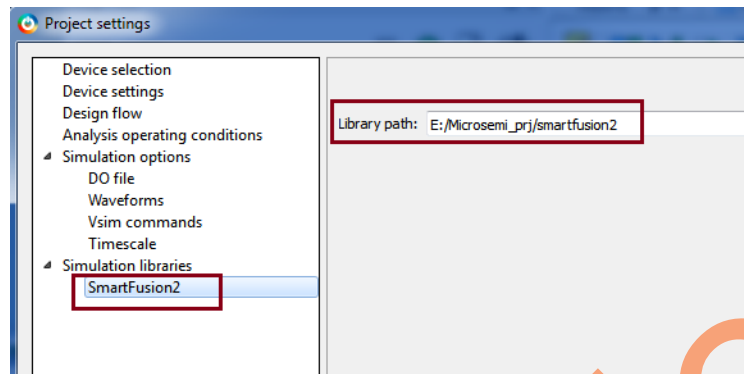 Project settings
Device selection
Device settings
Design flow
Analysis operating conditions
Simulation options
DO file
Waveforms
Vsim commands
Timescale
Simulation libraries
SmartFusion2
Library path: E:/Microsemi_prj/smartfusion2